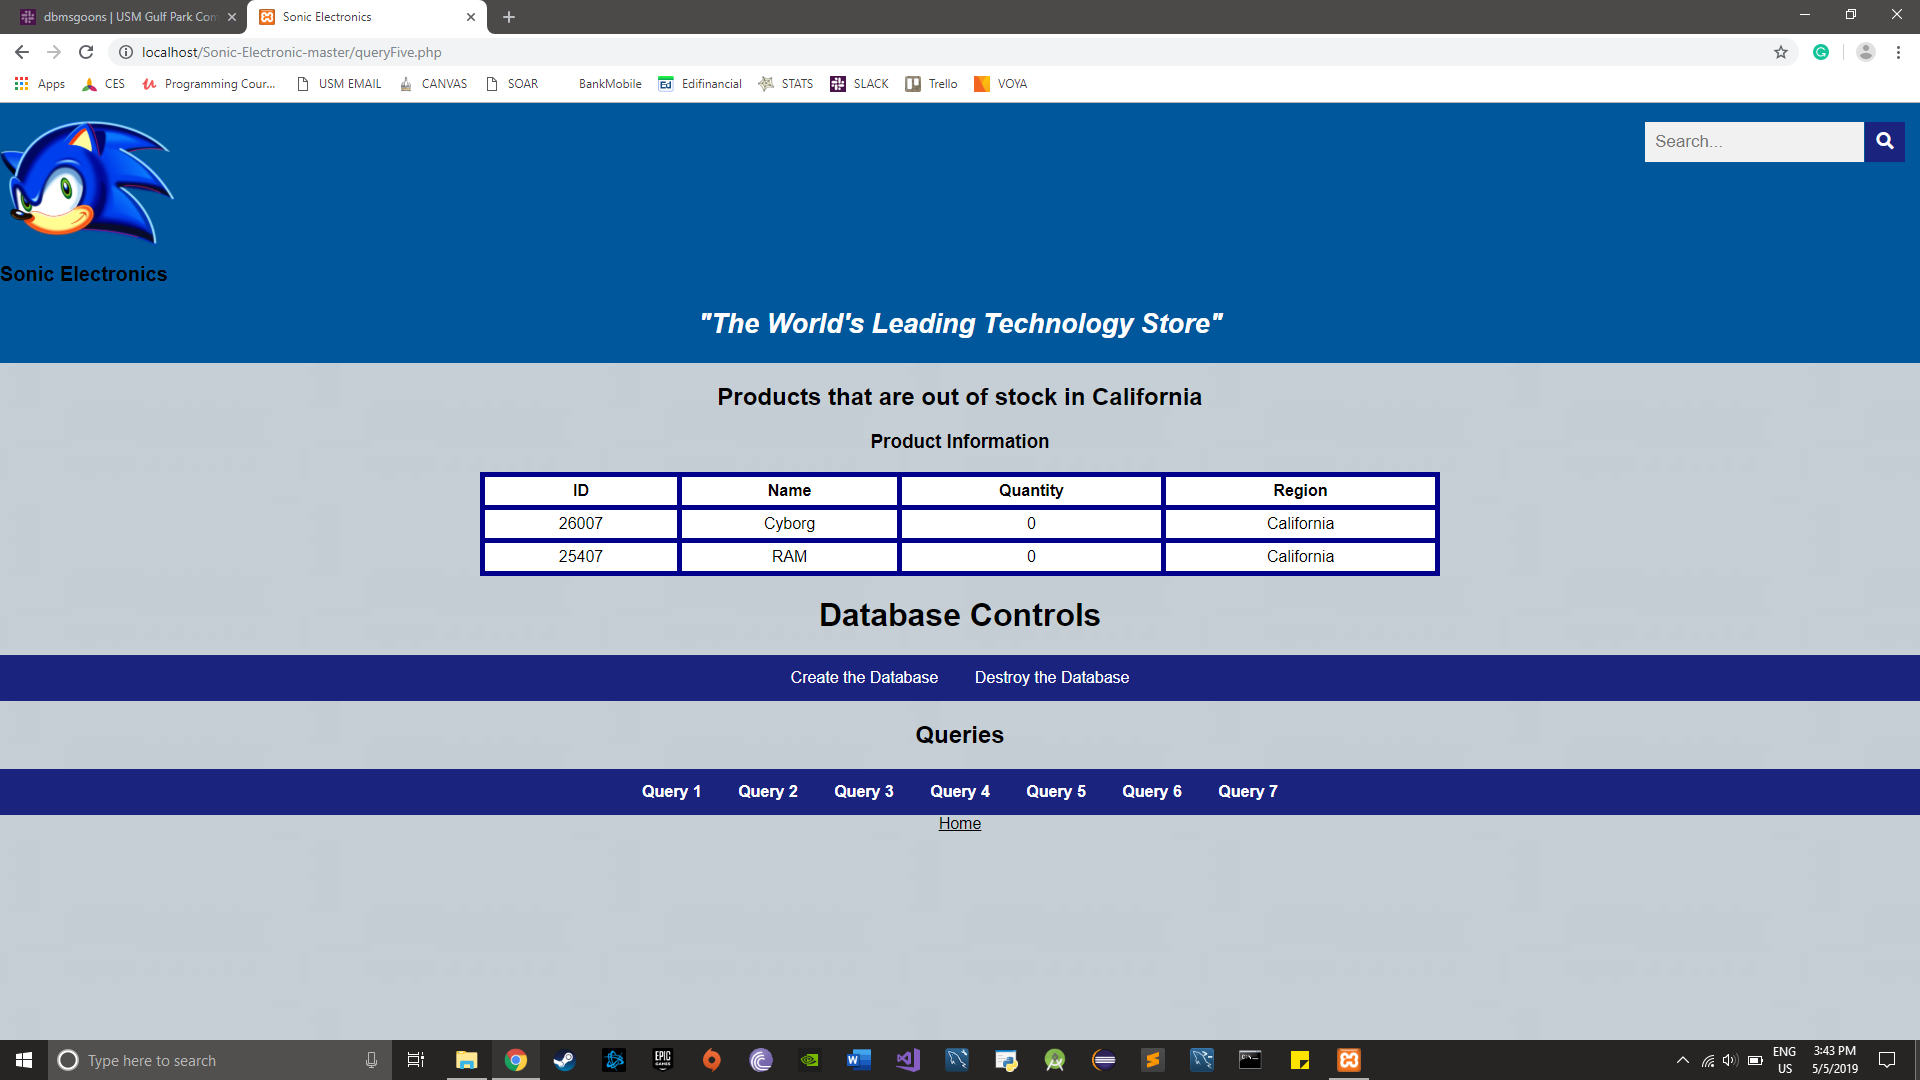 dbmsgoons | USM Gulf Park Com
Sonic Electronics
localhost/Sonic-Electronic-master/queryFive.php
Apps CES Programming Cour... USM EMAIL CANVAS SOAR BankMobile Ed Edifinancial STATS SLACK Trello VOYA
Search...
Sonic Electronics
"The World's Leading Technology Store"
Products that are out of stock in California
Product Information
ID Name Quantity Region
26007 Cyborg 0 California
25407 RAM 0 California
Database Controls
Create the Database Destroy the Database
Queries
Query 1 Query 2 Query 3 Query 4 Query 5 Query 6 Query 7
Home
Type here to search
EPIC GAMES
ENG
US
3:43 PM
5/5/2019